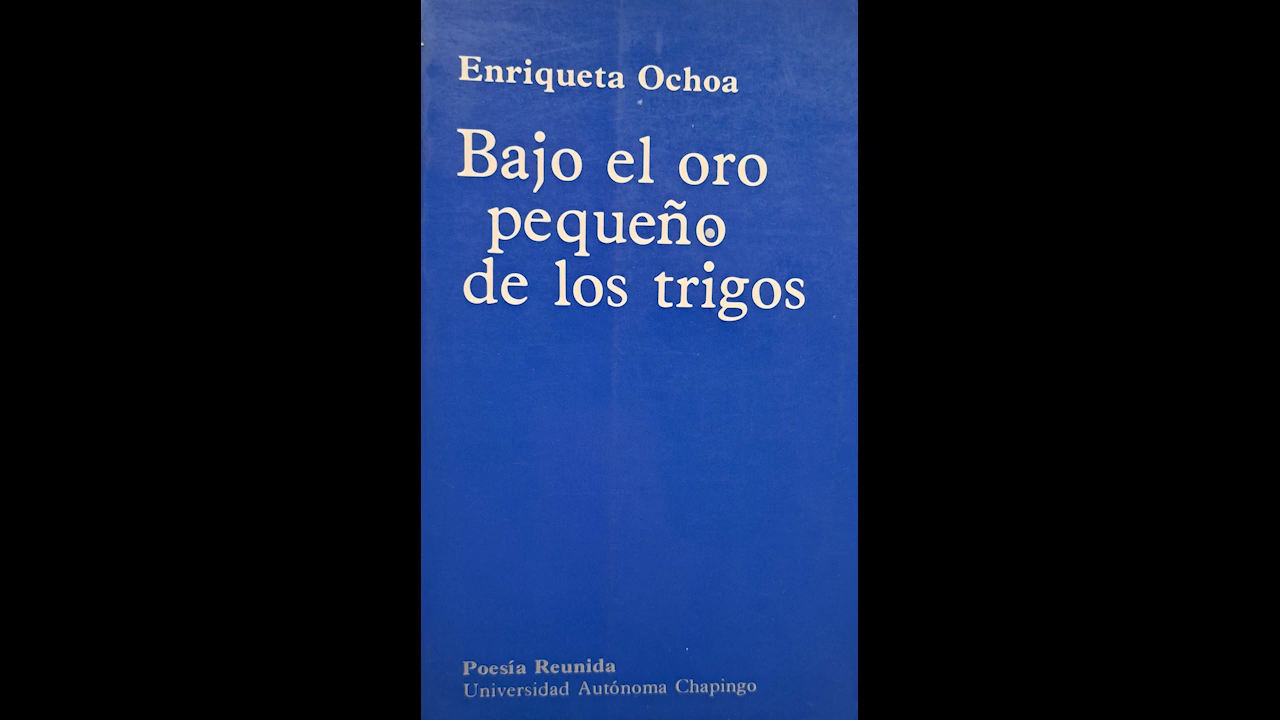 Enriqueta Ochoa
Bajo el oro
pequeño
de los trigos
Poesía Reunida
Universidad Autónoma Chapingo